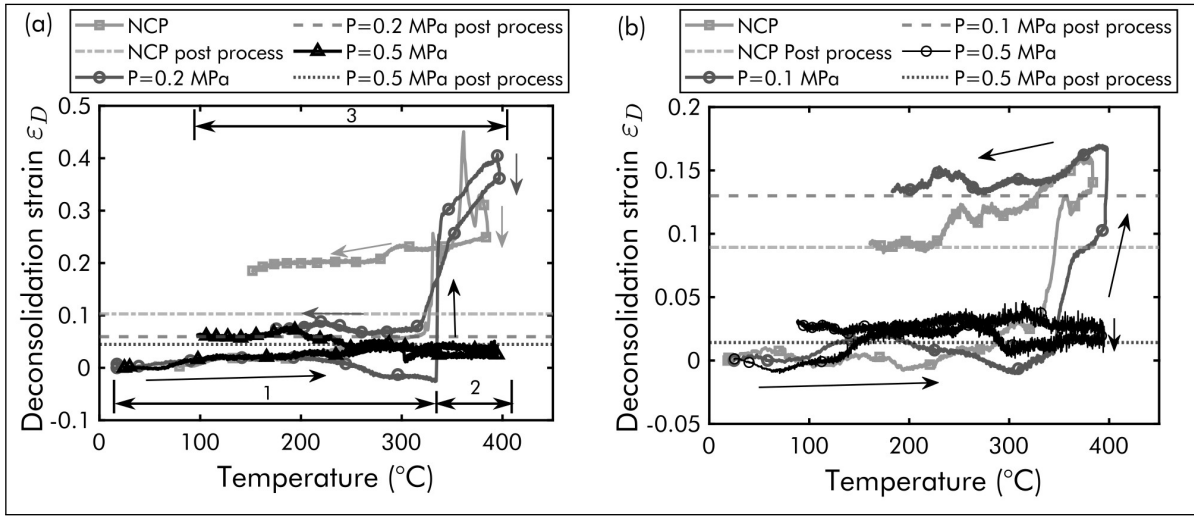 (a)
NCP
P=0.2 MPa post process
NCP post process
P=0.5 MPa
P=0.2 MPa
P=0.5 MPa post process
Deconsolidation strain ε_D
0.5
0.4
0.3
0.2
0.1
0
-0.1
3
1
2
0
100
200
300
400
Temperature (°C)
(b)
NCP
P=0.1 MPa post process
NCP Post process
P=0.5 MPa
P=0.1 MPa
P=0.5 MPa post process
Deconsolidation strain ε_D
0.2
0.15
0.1
0.05
0
-0.05
0
100
200
300
400
Temperature (°C)